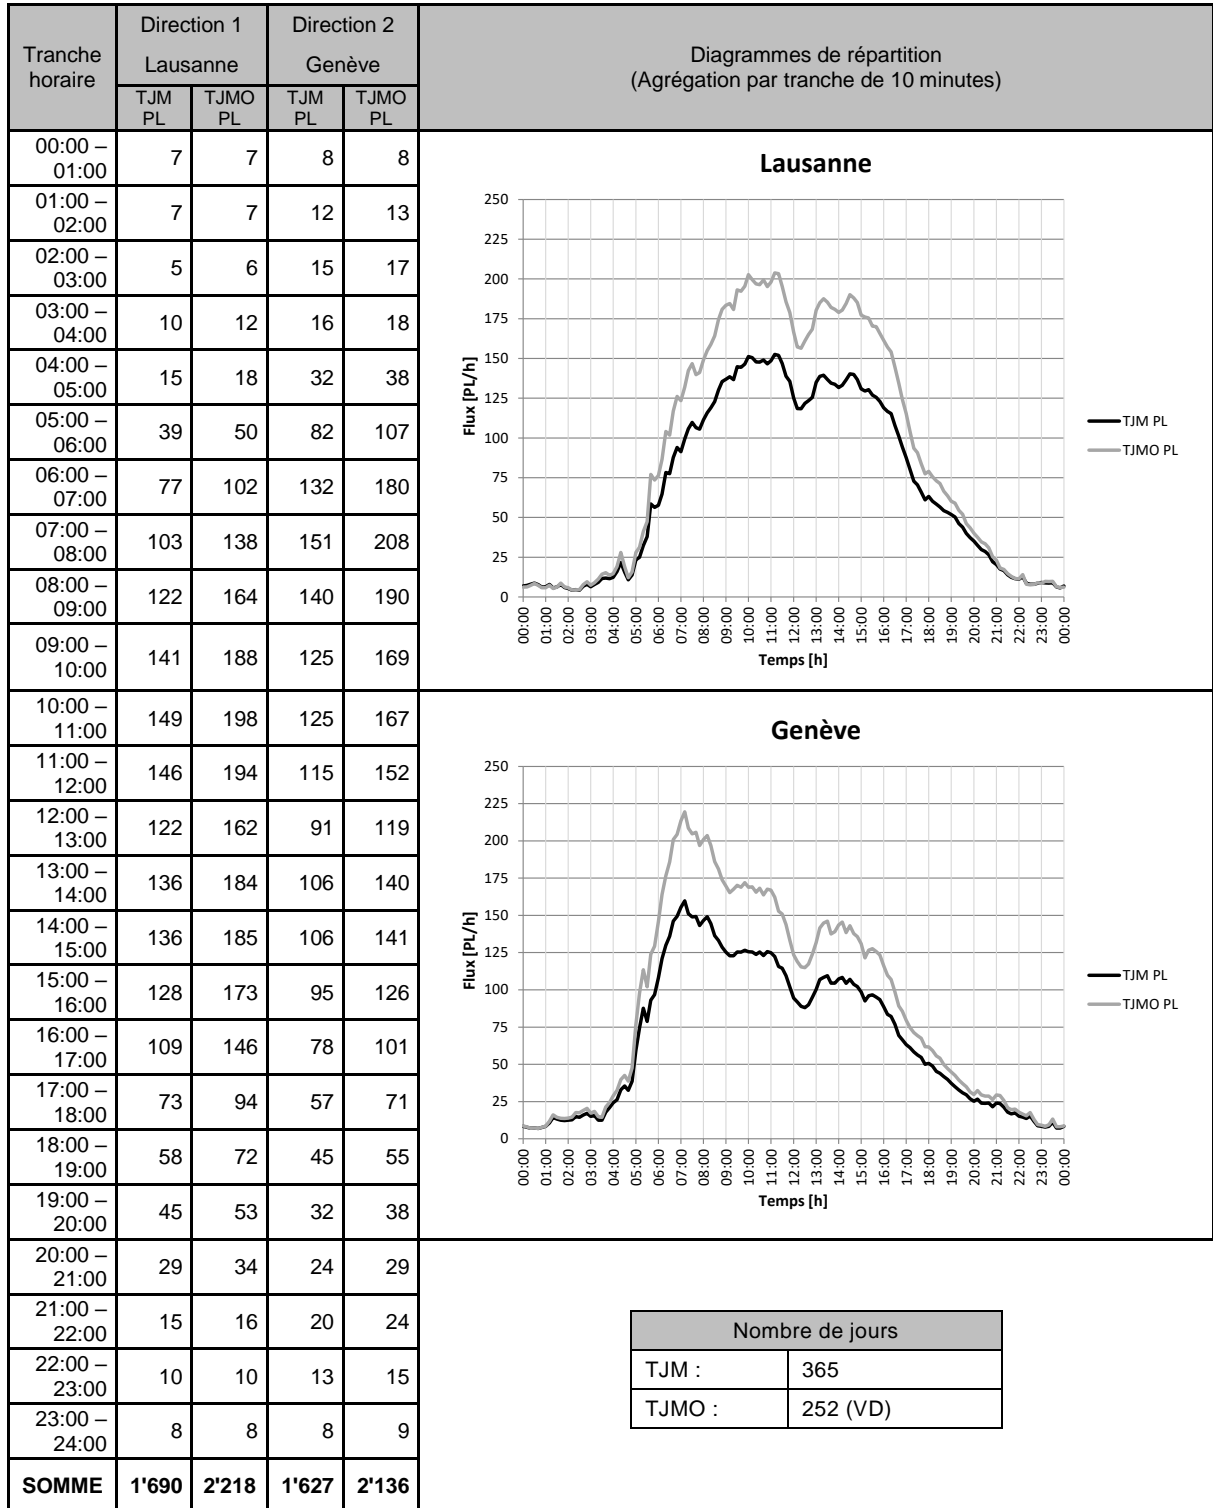 Tranche horaire
Direction 1
Lausanne
Direction 2
Genève
Diagrammes de répartition
(Agrégation par tranche de 10 minutes)
TJM PL
TJMO PL
TJM PL
TJMO PL
00:00 – 01:00 7 7 8 8
01:00 – 02:00 7 7 12 13
02:00 – 03:00 5 6 15 17
03:00 – 04:00 10 12 16 18
04:00 – 05:00 15 18 32 38
05:00 – 06:00 39 50 82 107
06:00 – 07:00 77 102 132 180
07:00 – 08:00 103 138 151 208
08:00 – 09:00 122 164 140 190
09:00 – 10:00 141 188 125 169
10:00 – 11:00 149 198 125 167
11:00 – 12:00 146 194 115 152
12:00 – 13:00 122 162 91 119
13:00 – 14:00 136 184 106 140
14:00 – 15:00 136 185 106 141
15:00 – 16:00 128 173 95 126
16:00 – 17:00 109 146 78 101
17:00 – 18:00 73 94 57 71
18:00 – 19:00 58 72 45 55
19:00 – 20:00 45 53 32 38
20:00 – 21:00 29 34 24 29
21:00 – 22:00 15 16 20 24
22:00 – 23:00 10 10 13 15
23:00 – 24:00 8 8 8 9
SOMME 1'690 2'218 1'627 2'136
Lausanne
250
225
200
175
150
125
100
75
50
25
0
Flux [PL/h]
00:00 01:00 02:00 03:00 04:00 05:00 06:00 07:00 08:00 09:00 10:00 11:00 12:00 13:00 14:00 15:00 16:00 17:00 18:00 19:00 20:00 21:00 22:00 23:00 00:00
Temps [h]
TJM PL
TJMO PL
Genève
250
225
200
175
150
125
100
75
50
25
0
Flux [PL/h]
00:00 01:00 02:00 03:00 04:00 05:00 06:00 07:00 08:00 09:00 10:00 11:00 12:00 13:00 14:00 15:00 16:00 17:00 18:00 19:00 20:00 21:00 22:00 23:00 00:00
Temps [h]
TJM PL
TJMO PL
Nombre de jours
TJM : 365
TJMO : 252 (VD)